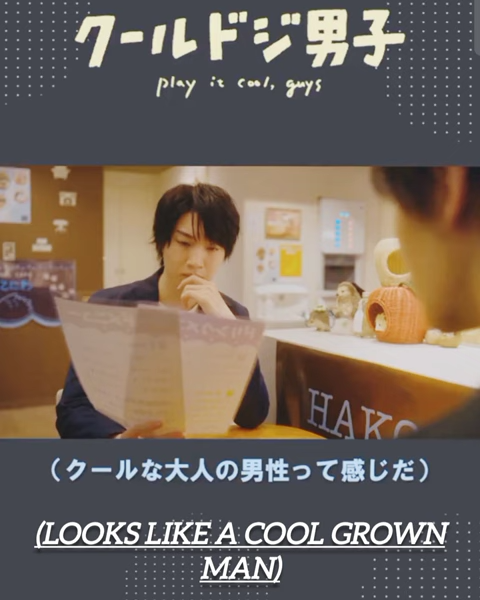 クールドジ男子
play it cool, guys
HAKO
（クールな大人の男性って感じだ）
(LOOKS LIKE A COOL GROWN
MAN)